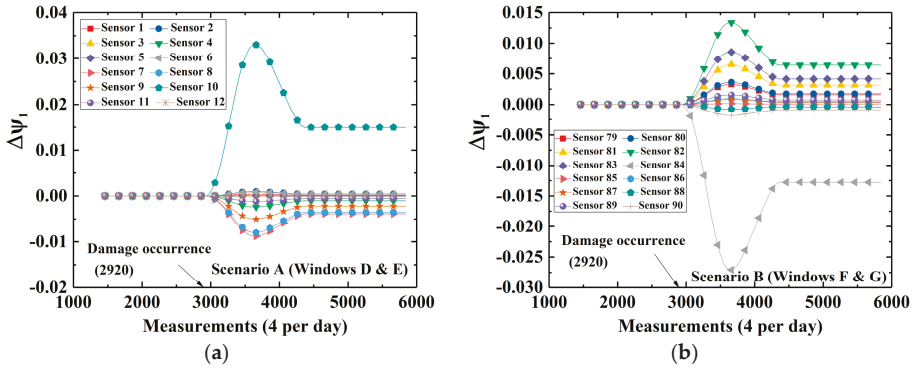 0.04
0.03
0.02
0.01
0.00
-0.01
-0.02
Δψ1
Sensor 1 Sensor 2
Sensor 3 Sensor 4
Sensor 5 Sensor 6
Sensor 7 Sensor 8
Sensor 9 Sensor 10
Sensor 11 Sensor 12
Damage occurrence
(2920)
Scenario A (Windows D & E)
1000 2000 3000 4000 5000 6000
Measurements (4 per day)
(a)
0.015
0.010
0.005
0.000
-0.005
-0.010
-0.015
-0.020
-0.025
-0.030
Δψ1
Sensor 79 Sensor 80
Sensor 81 Sensor 82
Sensor 83 Sensor 84
Sensor 85 Sensor 86
Sensor 87 Sensor 88
Sensor 89 Sensor 90
Damage occurrence
(2920)
Scenario B (Windows F & G)
1000 2000 3000 4000 5000 6000
Measurements (4 per day)
(b)